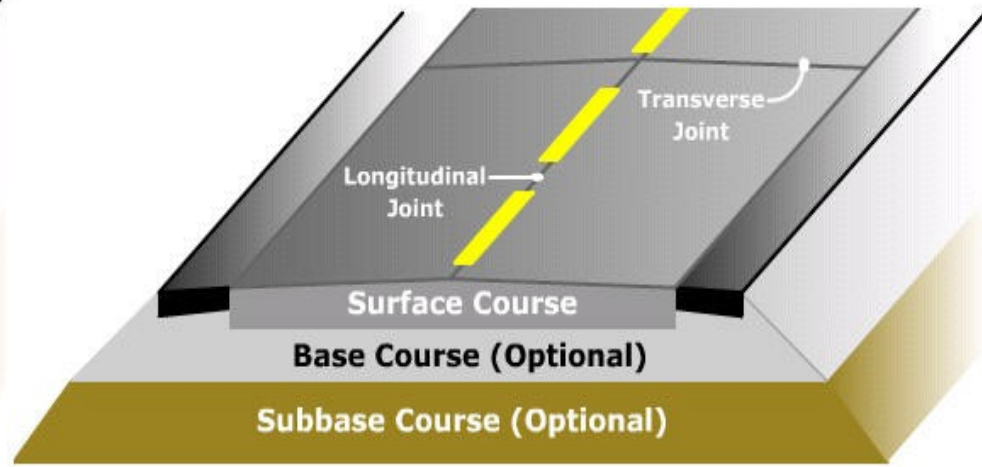 Transverse
Joint
Longitudinal
Joint
Surface Course
Base Course (Optional)
Subbase Course (Optional)